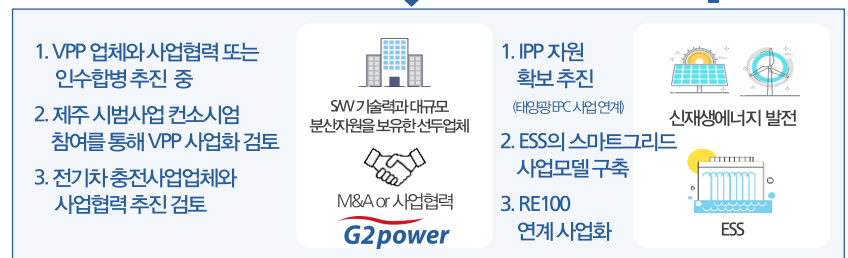 1. VPP 업체와 사업협력 또는
인수합병 추진 중
2. 제주 시범사업 컨소시엄
참여를 통해 VPP 사업화 검토
3. 전기차 충전사업업체와
사업협력 추진 검토
S/W 기술력과 대규모
분산자원을 보유한 선두업체
M&A or 사업협력
G2power
1. IPP 자원
확보 추진
(태양광 EPC 사업 연계)
2. ESS의 스마트그리드
사업모델 구축
3. RE100
연계 사업화
신재생에너지 발전
ESS